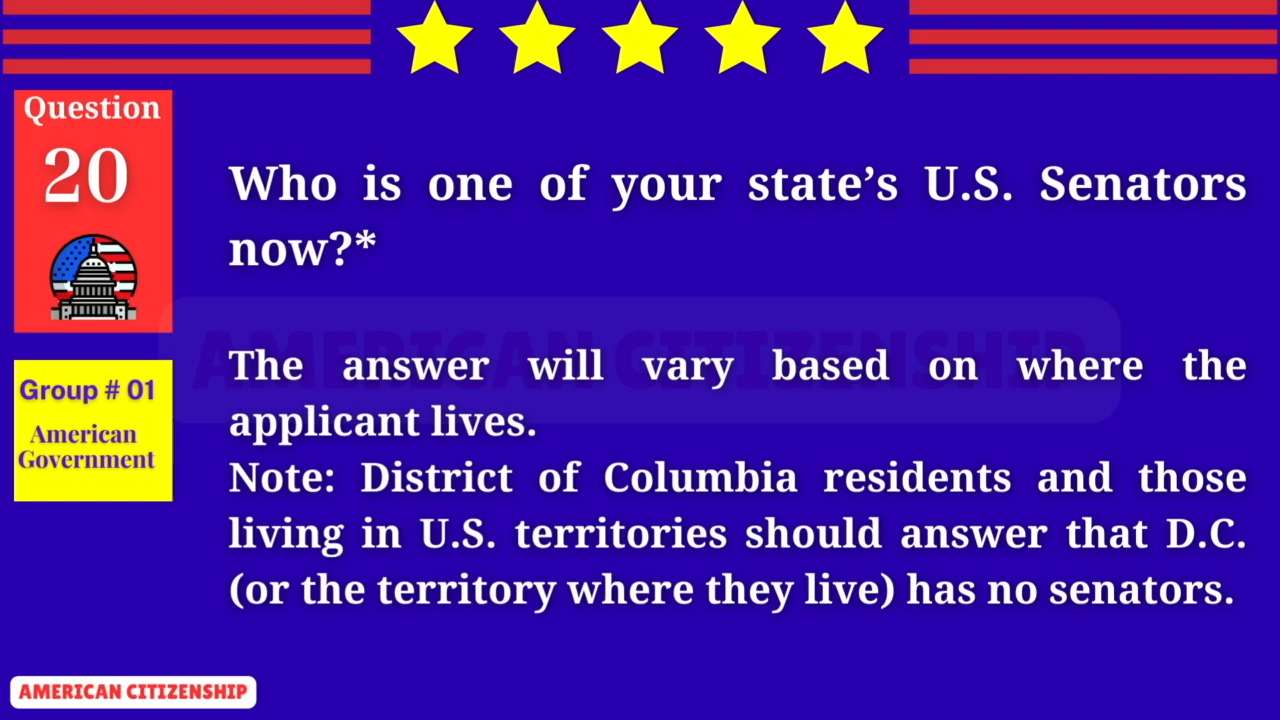 Question
20
Who is one of your state’s U.S. Senators
now?*
AMERICAN CITIZENSHIP
The answer will vary based on where the
applicant lives.
Group # 01
American
Government
Note: District of Columbia residents and those
living in U.S. territories should answer that D.C.
(or the territory where they live) has no senators.
AMERICAN CITIZENSHIP